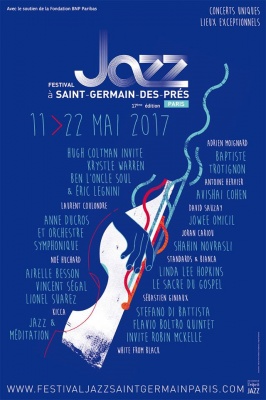 Avec le soutien de la Fondation BNP Paribas
CONCERTS UNIQUES
LIEUX EXCEPTIONNELS
Jazz
FESTIVAL
à SAINT-GERMAIN-DES-PRÉS
17ème édition
PARIS
11>22 MAI 2017
HUGH COLTMAN INVITE
KRYSTLE WARREN
BEN L'ONCLE SOUL
& ÉRIC LEGNINI
LAURENT COULONDRE
ANNE DUCROS
ET ORCHESTRE
SYMPHONIQUE
NOÉ HUCHARD
AIRELLE BESSON
VINCENT SÉGAL
LIONEL SUAREZ
KICCA
JAZZ &
MÉDITATION
ADRIEN MOIGNARD
BAPTISTE
TROTIGNON
ANTOINE HERVIER
AVISHAI COHEN
DAVID SAUZAY
JOWEE OMICIL
JORAN CARIOU
SHAHIN NOVRASLI
STANDARDS & BIANCA
LINDA LEE HOPKINS
LE SACRE DU GOSPEL
SÉBASTIEN GINIAUX
STEFANO DI BATTISTA
FLAVIO BOLTRO QUINTET
INVITE ROBIN MCKELLE
WHITE FROM BLACK
WWW.FESTIVALJAZZSAINTGERMAINPARIS.COM
JAZZ